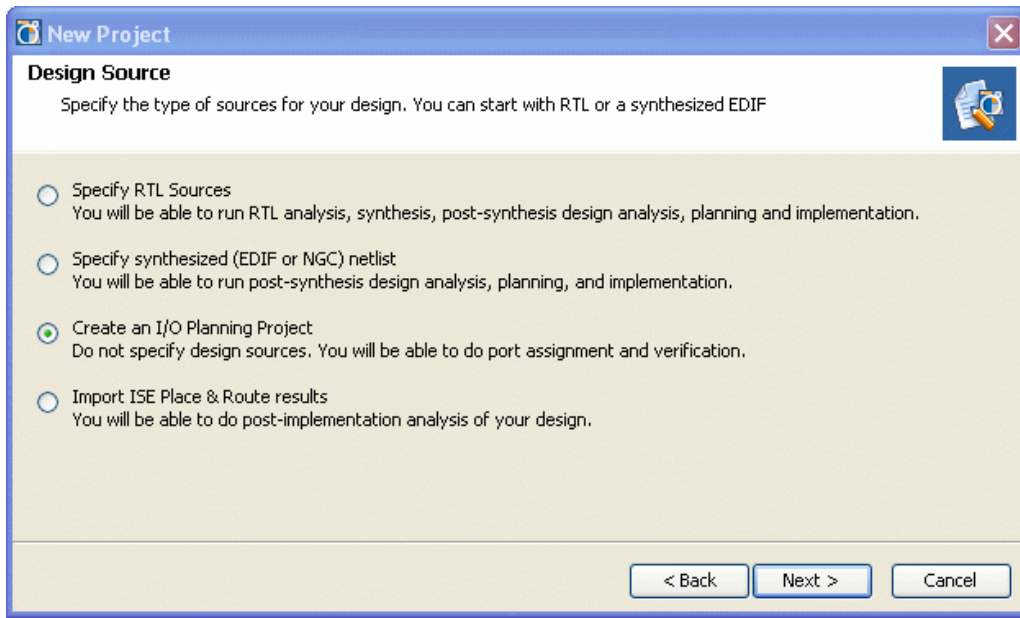 New Project
Design Source
Specify the type of sources for your design. You can start with RTL or a synthesized EDIF
Specify RTL Sources
You will be able to run RTL analysis, synthesis, post-synthesis design analysis, planning and implementation.
Specify synthesized (EDIF or NGC) netlist
You will be able to run post-synthesis design analysis, planning, and implementation.
Create an I/O Planning Project
Do not specify design sources. You will be able to do port assignment and verification.
Import ISE Place & Route results
You will be able to do post-implementation analysis of your design.
< Back Next > Cancel